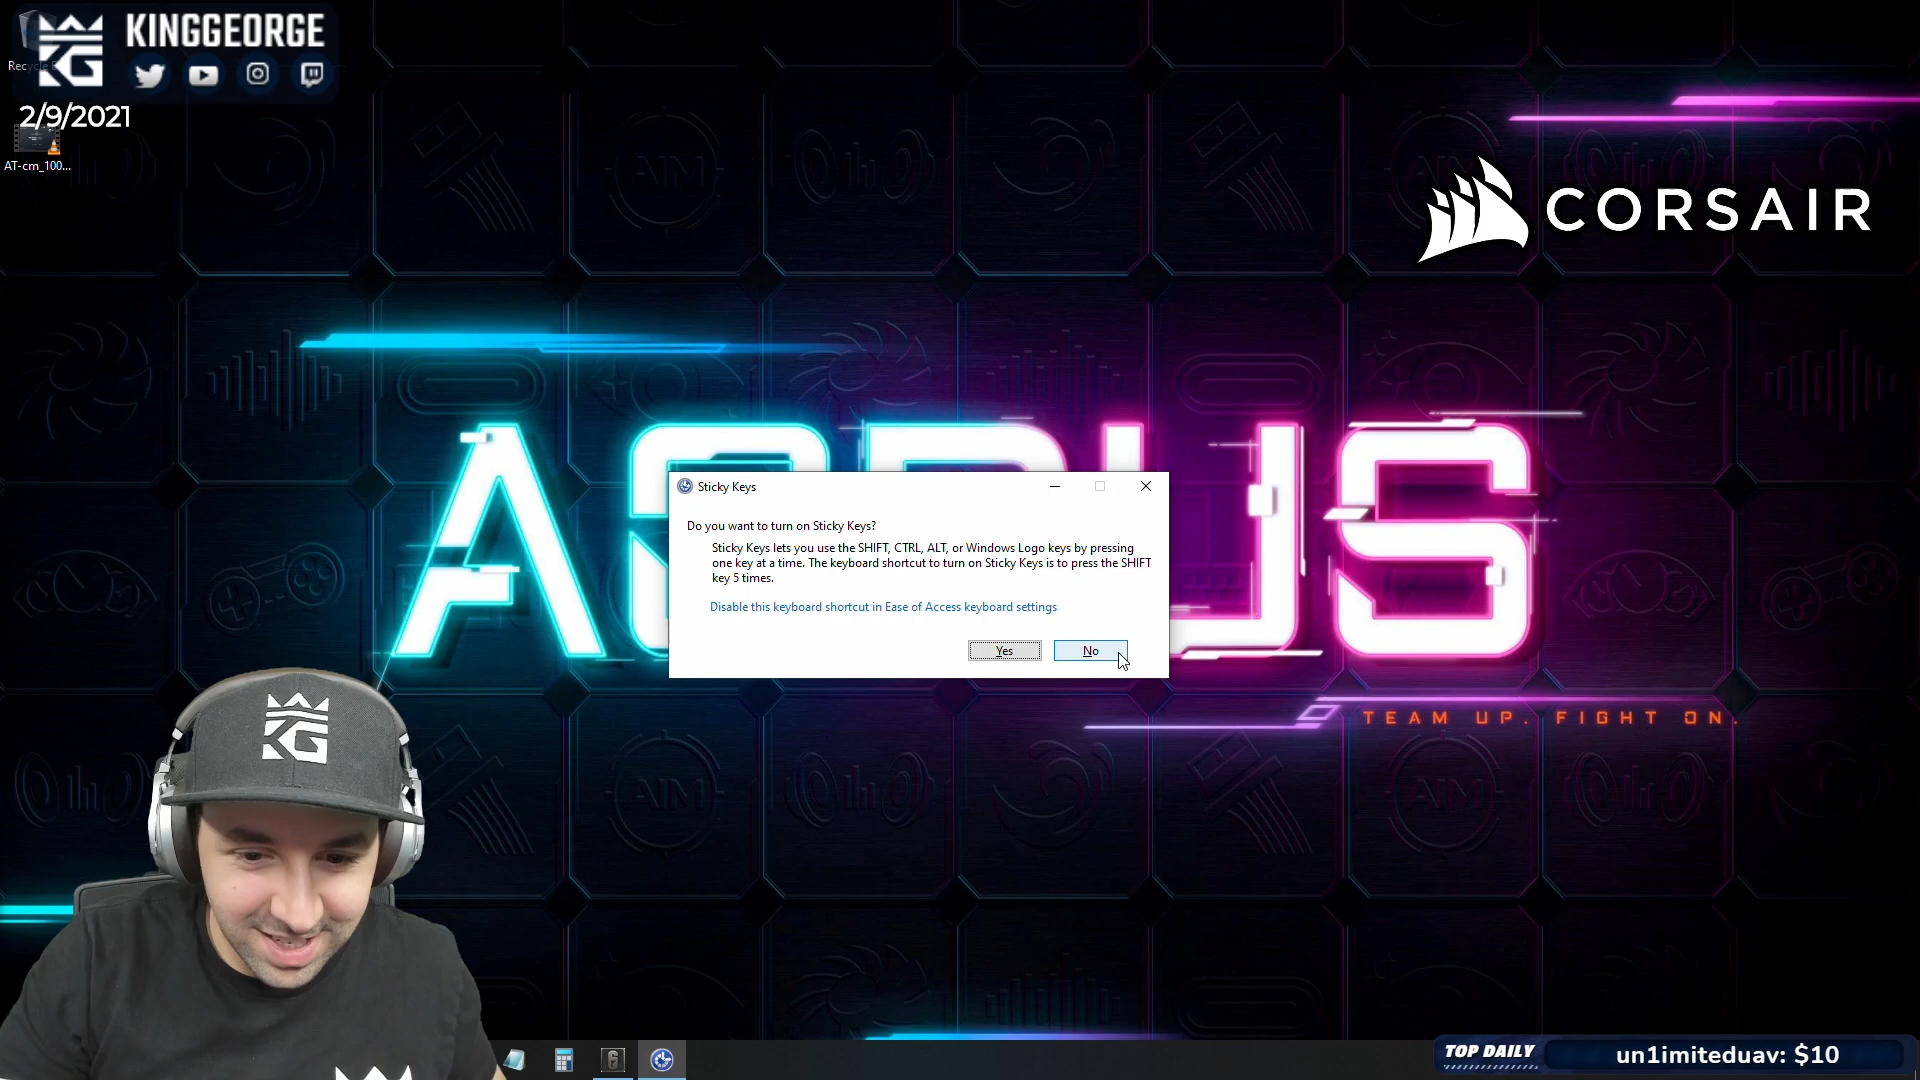 KG
KINGGEORGE
Recycle
2/9/2021
AT-cm_100...
CORSAIR
Sticky Keys
Do you want to turn on Sticky Keys?
Sticky Keys lets you use the SHIFT, CTRL, ALT, or Windows Logo keys by pressing
one key at a time. The keyboard shortcut to turn on Sticky Keys is to press the SHIFT
key 5 times.
Disable this keyboard shortcut in Ease of Access keyboard settings
Yes
No
TEAM UP. FIGHT ON.
KG
TOP DAILY
un1imiteduav: $10